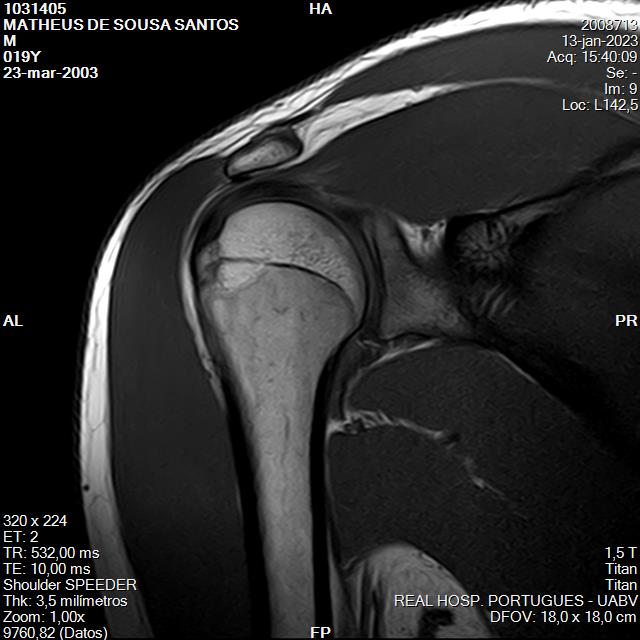 1031405
MATHEUS DE SOUSA SANTOS
M
019Y
23-mar-2003
HA
2008713
13-jan-2023
Acq: 15:40:09
Se: -
Im: 9
Loc: L142,5
AL
PR
320 x 224
ET: 2
TR: 532,00 ms
TE: 10,00 ms
Shoulder SPEEDER
Thk: 3,5 milímetros
Zoom: 1,00x
9760,82 (Datos)
FP
1,5 T
Titan
Titan
REAL HOSP. PORTUGUES - UABV
DFOV: 18,0 x 18,0 cm